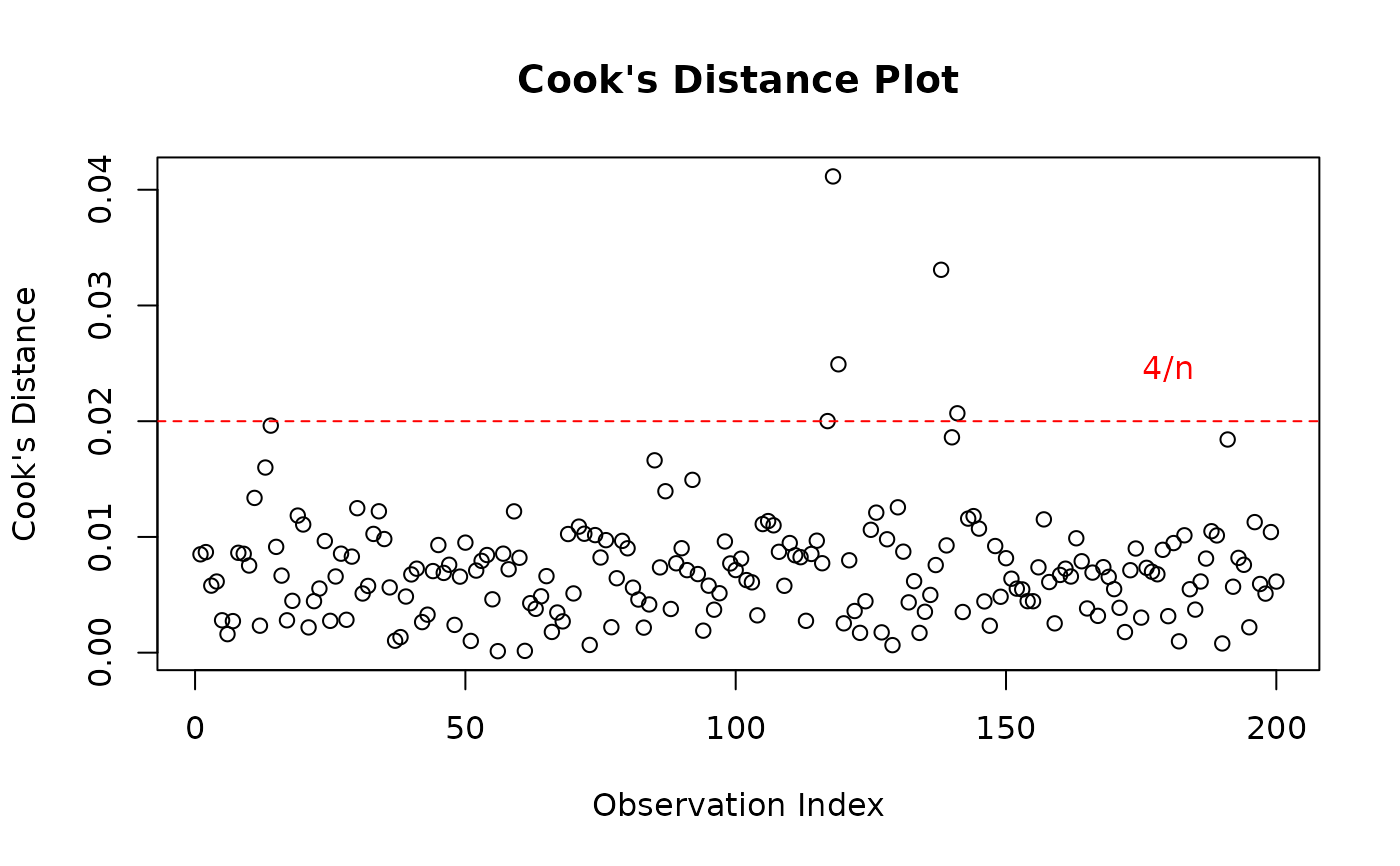 Cook's Distance Plot
Cook's Distance
0.04
0.03
0.02
0.01
0.00
4/n
0 50 100 150 200
Observation Index